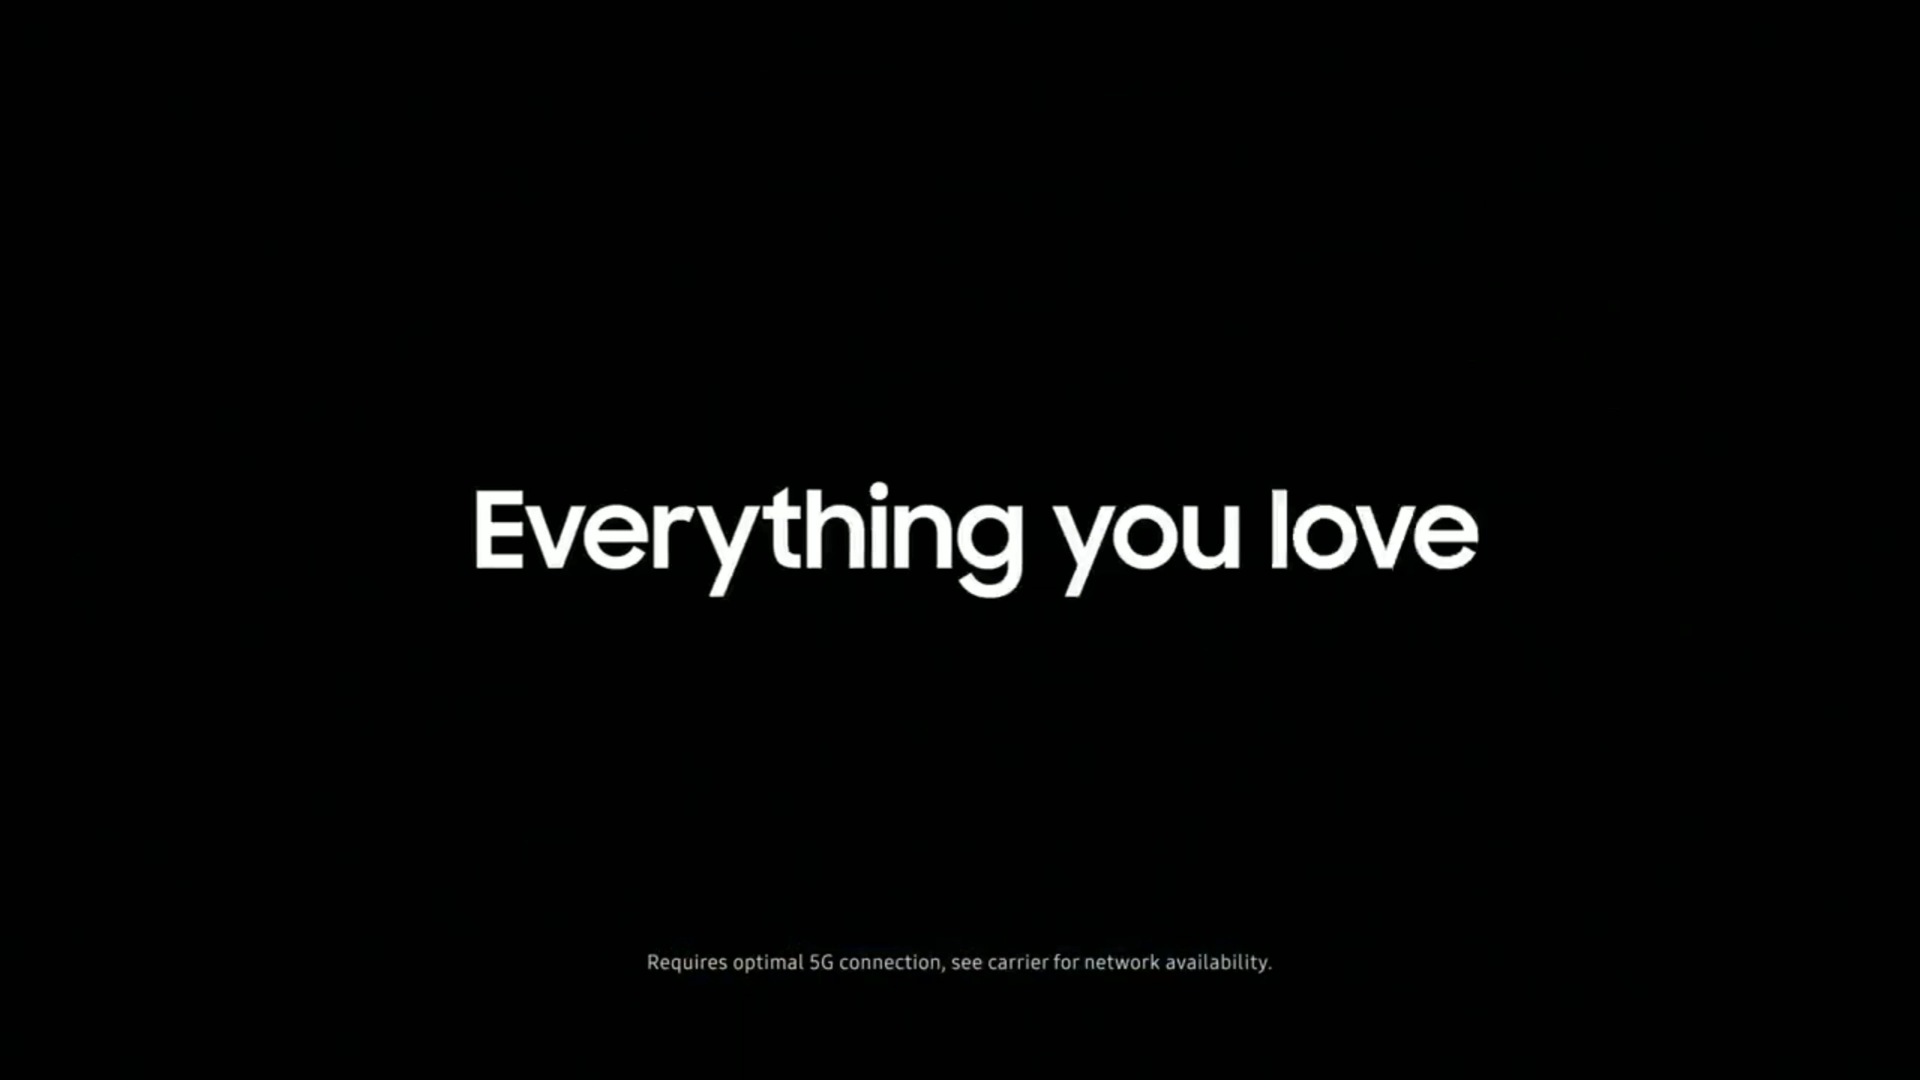 Everything you love
Requires optimal 5G connection, see carrier for network availability.